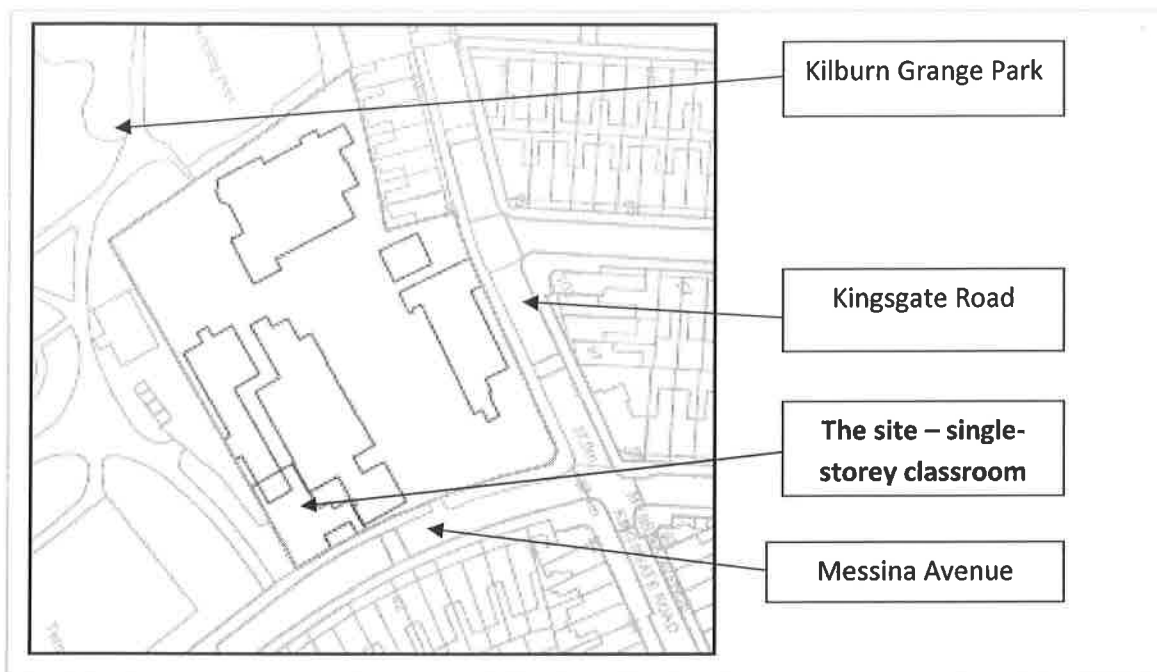 Kilburn Grange Park
Kingsgate Road
The site – single-
storey classroom
Messina Avenue